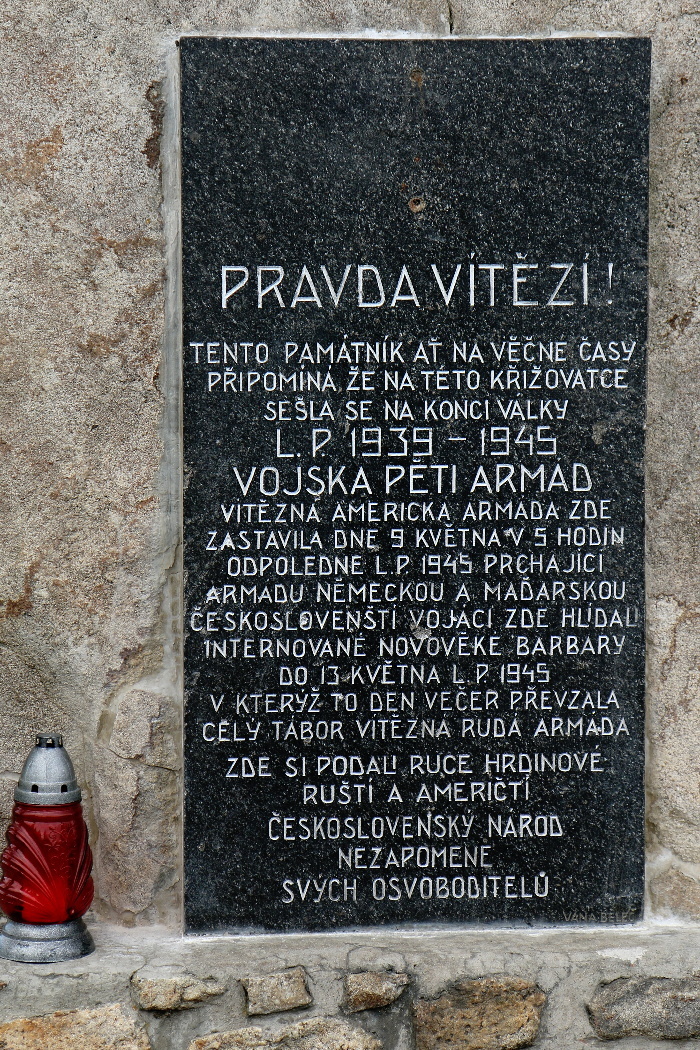 PRAVDA VÍTĚZÍ!
TENTO PAMÁTNÍK AŤ NA VĚČNÉ ČASY
PŘIPOMÍNÁ, ŽE NA TÉTO KŘIŽOVATCE
SEŠLA SE NA KONCI VÁLKY
L.P. 1939 - 1945
VOJSKA PĚTI ARMÁD
VÍTĚZNÁ AMERICKÁ ARMÁDA ZDE
ZASTAVILA DNE 9 KVĚTNA V 5 HODIN
ODPOLEDNE L.P. 1945 PRCHAJÍCÍ
ARMÁDU NĚMECKOU A MAĎARSKOU
ČESKOSLOVENŠTÍ VOJÁCI ZDE HLÍDALI
INTERNOVANÉ NOVOVĚKÉ BARBARY
DO 13 KVĚTNA L.P. 1945
V KTERÝŽ TO DEN VEČER PŘEVZALA
CELÝ TÁBOR VÍTĚZNÁ RUDÁ ARMÁDA
ZDE SI PODALI RUCE HRDINOVÉ
RUŠTÍ A AMERIČTÍ
ČESKOSLOVENSKÝ NÁROD
NEZAPOMENE
SVÝCH OSVOBODITELŮ
VÁŇA BĚLEČ